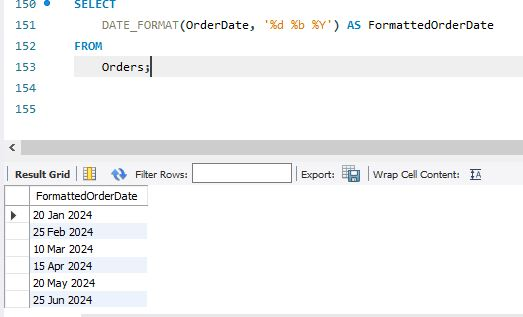 150 SELECT
151 DATE_FORMAT(OrderDate, '%d %b %Y') AS FormattedOrderDate
152 FROM
153 Orders;
154
155
Result Grid Filter Rows: Export: Wrap Cell Content: IA
FormattedOrderDate
20 Jan 2024
25 Feb 2024
10 Mar 2024
15 Apr 2024
20 May 2024
25 Jun 2024